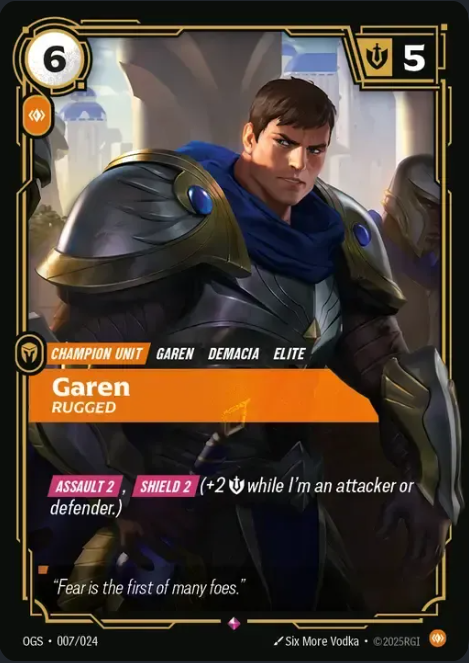 6
5
CHAMPION UNIT GAREN DEMACIA ELITE
Garen
RUGGED
ASSAULT 2, SHIELD 2 (+2 while I'm an attacker or
defender.)
"Fear is the first of many foes."
OGS • 007/024 Six More Vodka • ©2025RGI